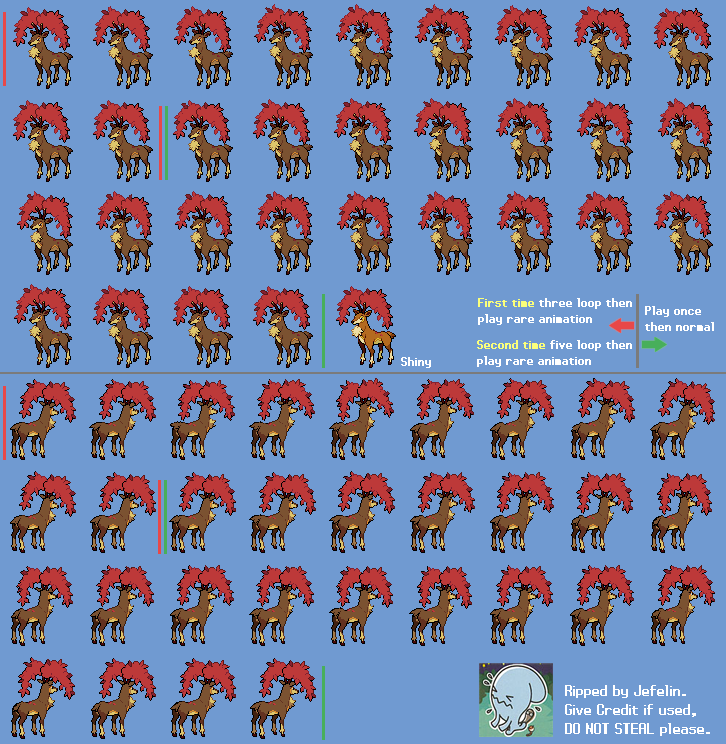 First time three loop then
play rare animation
Second time five loop then
play rare animation
Play once
then normal
Shiny
Ripped by Jefelin.
Give Credit if used,
DO NOT STEAL please.